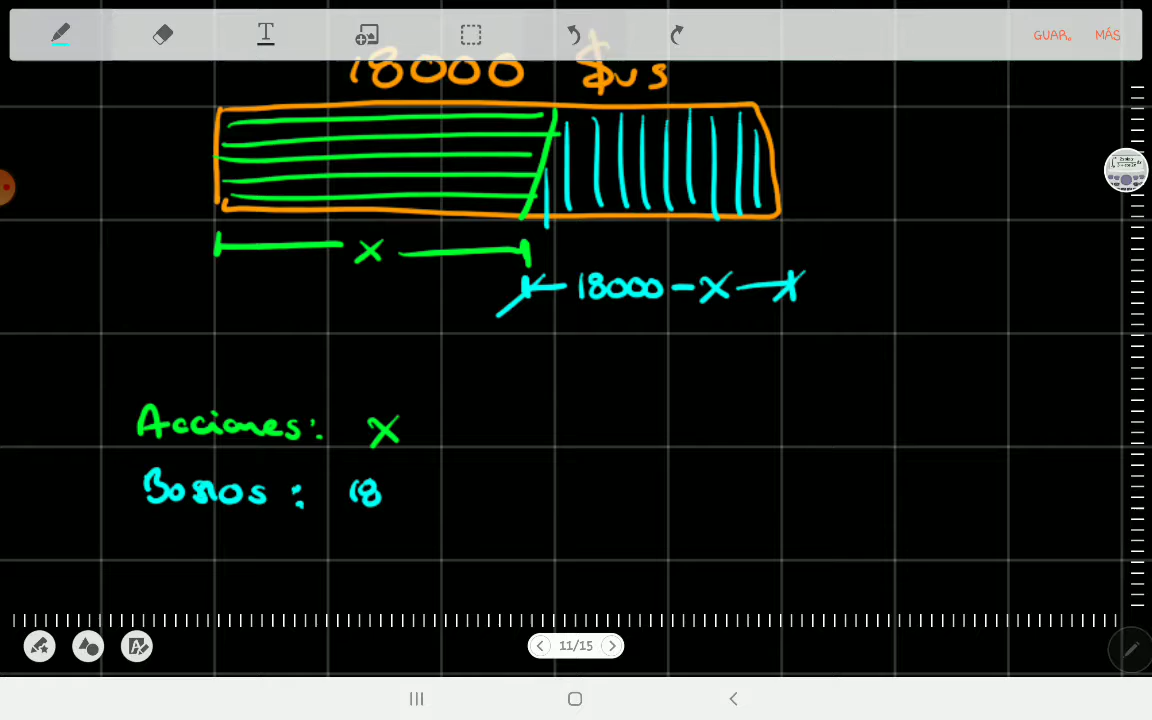 GUAR. MÁS
18000 $us
X
18000 - X
Acciones: X
Bonos: 18
11/15